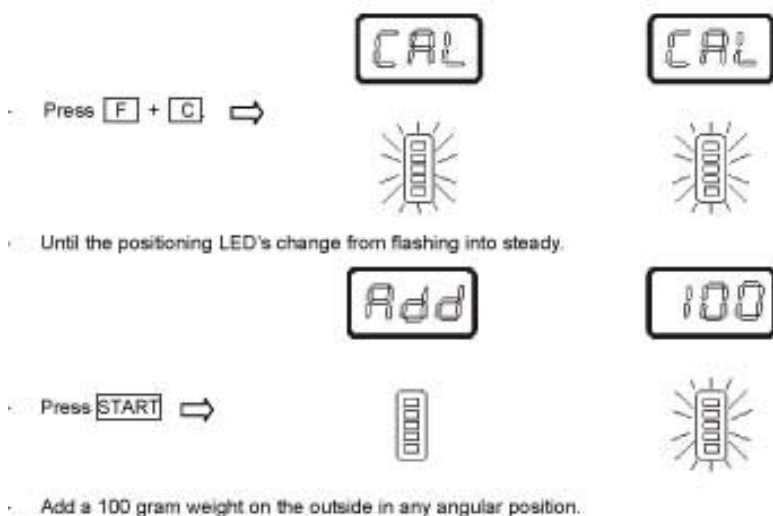 CAL CAL
Press F + C.
Until the positioning LED's change from flashing into steady.
Add 100
Press START
Add a 100 gram weight on the outside in any angular position.